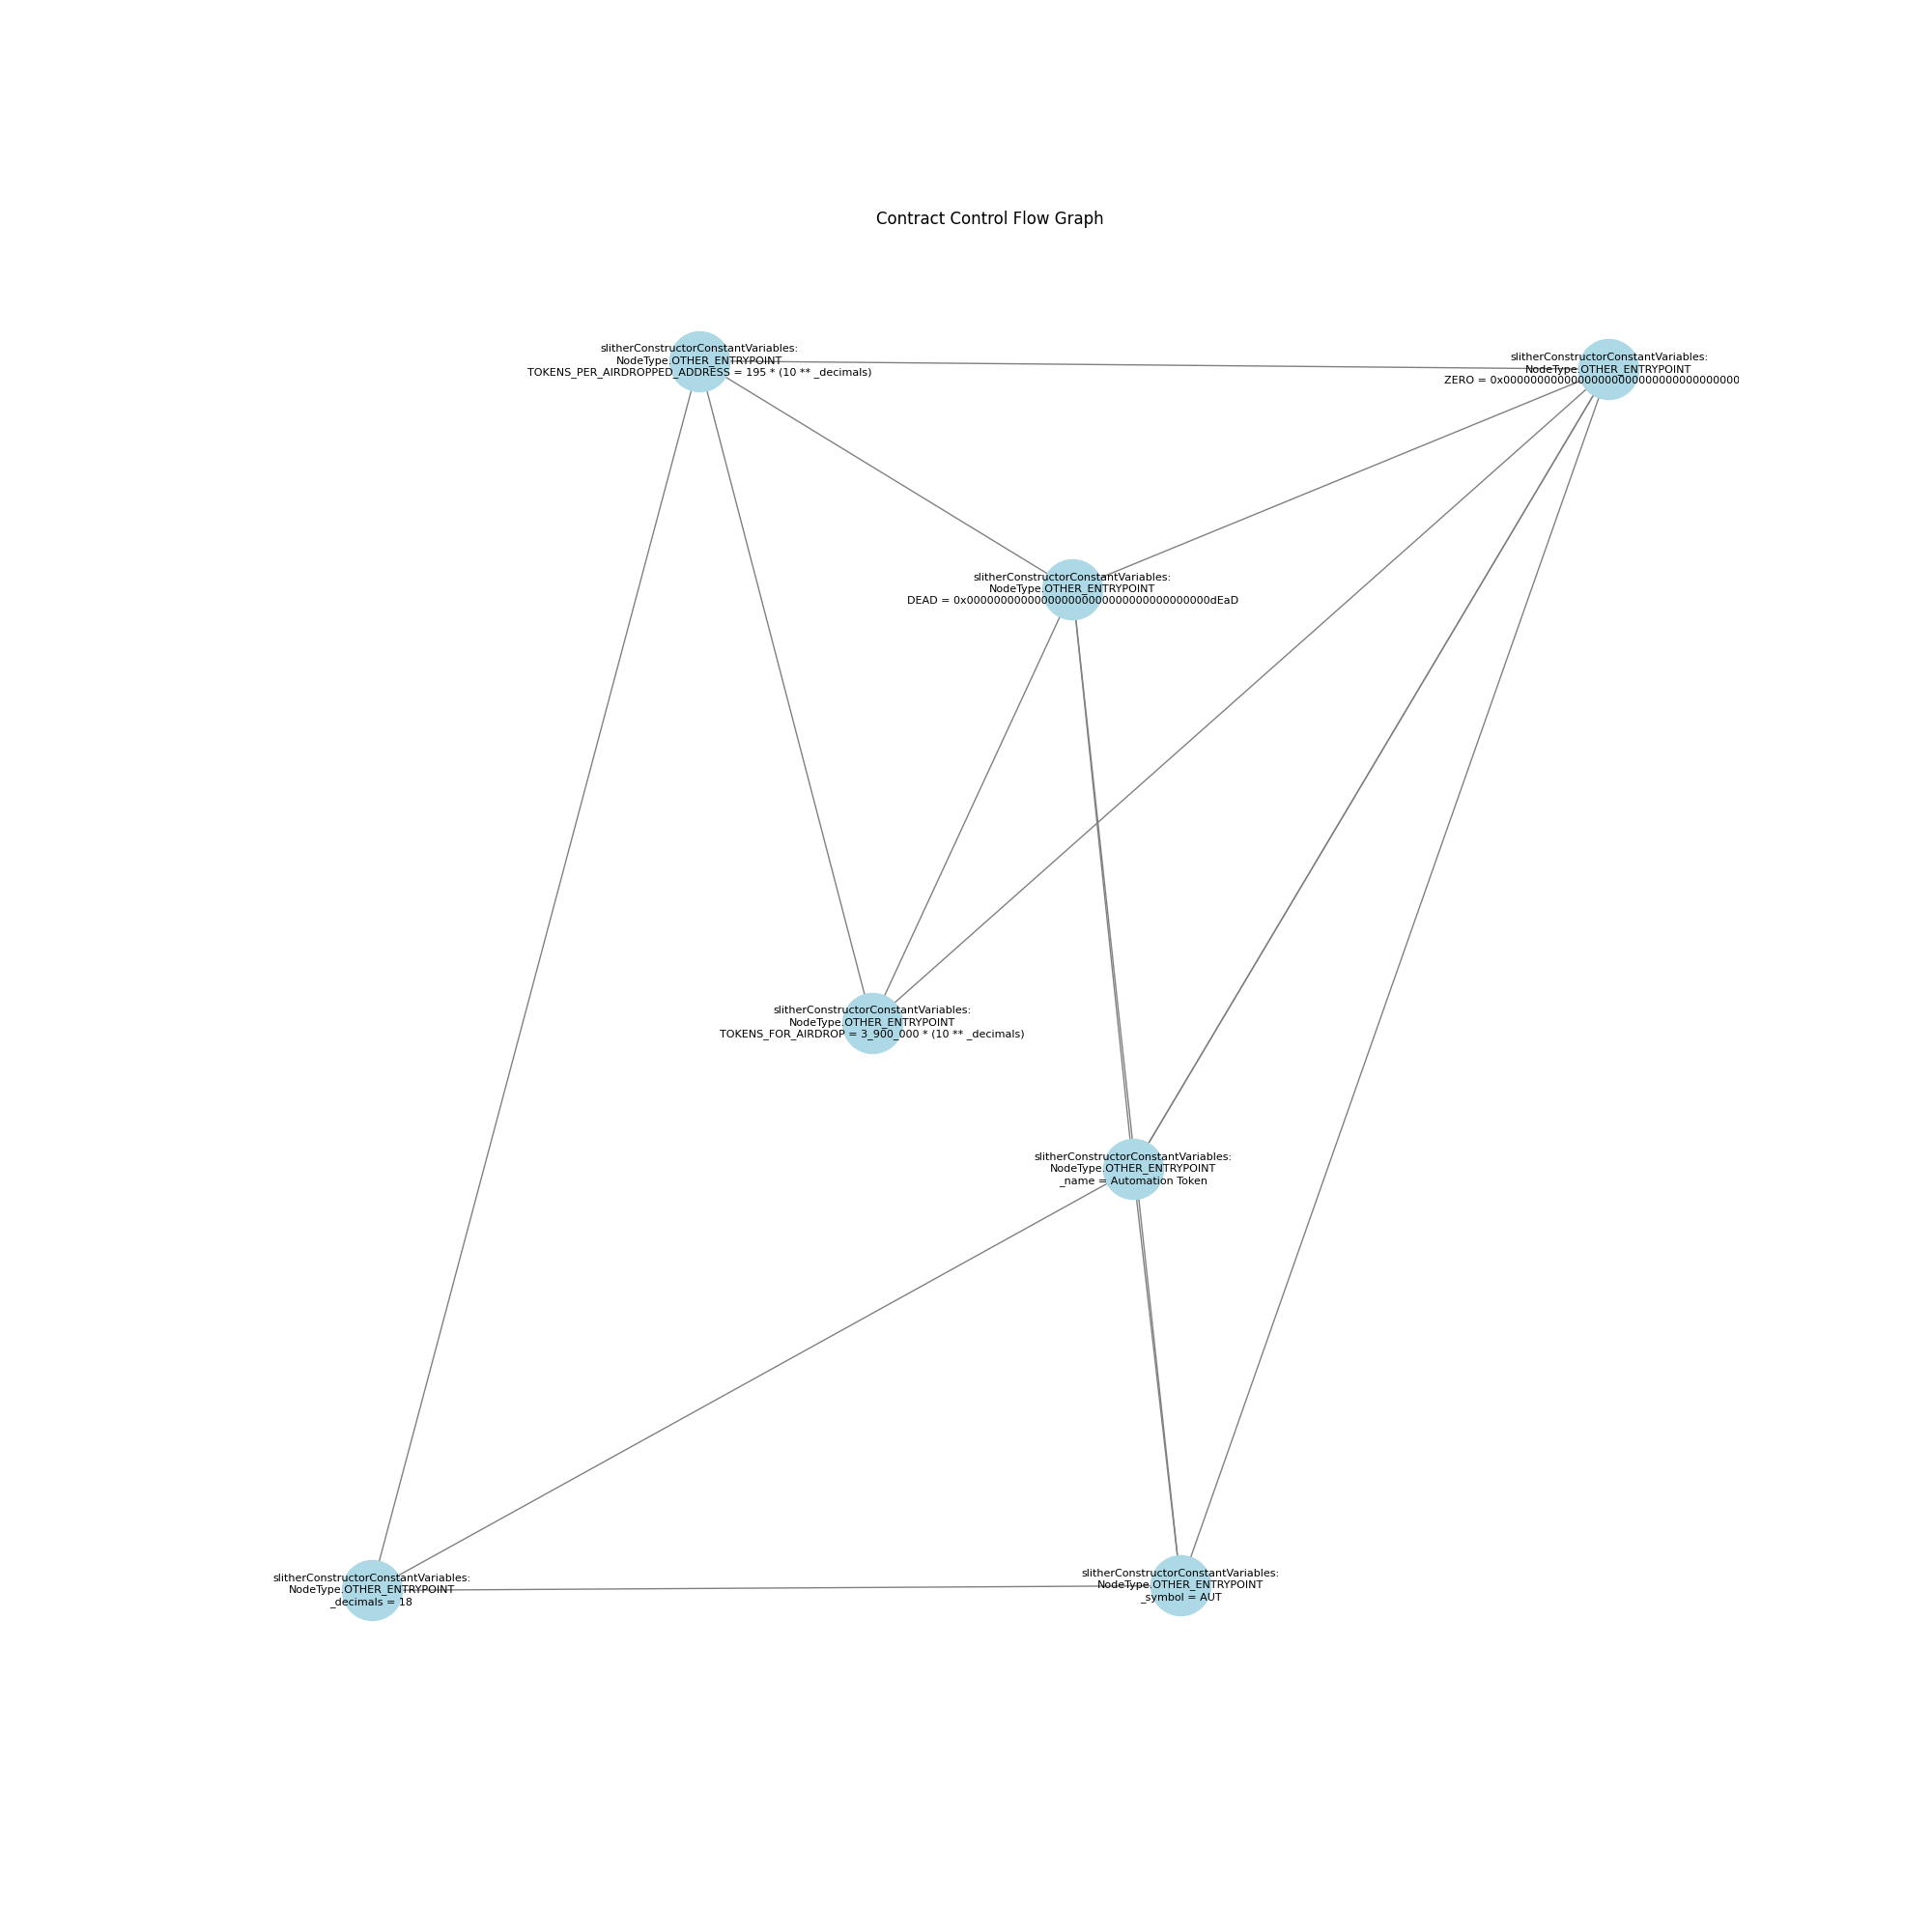 Contract Control Flow Graph
slitherConstructorConstantVariables:
NodeType.OTHER_ENTRYPOINT
TOKENS_PER_AIRDROPPED_ADDRESS = 195 * (10 ** _decimals)
slitherConstructorConstantVariables:
NodeType.OTHER_ENTRYPOINT
ZERO = 0x00000000000000000000000000000000000
slitherConstructorConstantVariables:
NodeType.OTHER_ENTRYPOINT
DEAD = 0x000000000000000000000000000000000000dEaD
slitherConstructorConstantVariables:
NodeType.OTHER_ENTRYPOINT
TOKENS_FOR_AIRDROP = 3_900_000 * (10 ** _decimals)
slitherConstructorConstantVariables:
NodeType.OTHER_ENTRYPOINT
_name = Automation Token
slitherConstructorConstantVariables:
NodeType.OTHER_ENTRYPOINT
_decimals = 18
slitherConstructorConstantVariables:
NodeType.OTHER_ENTRYPOINT
_symbol = AUT